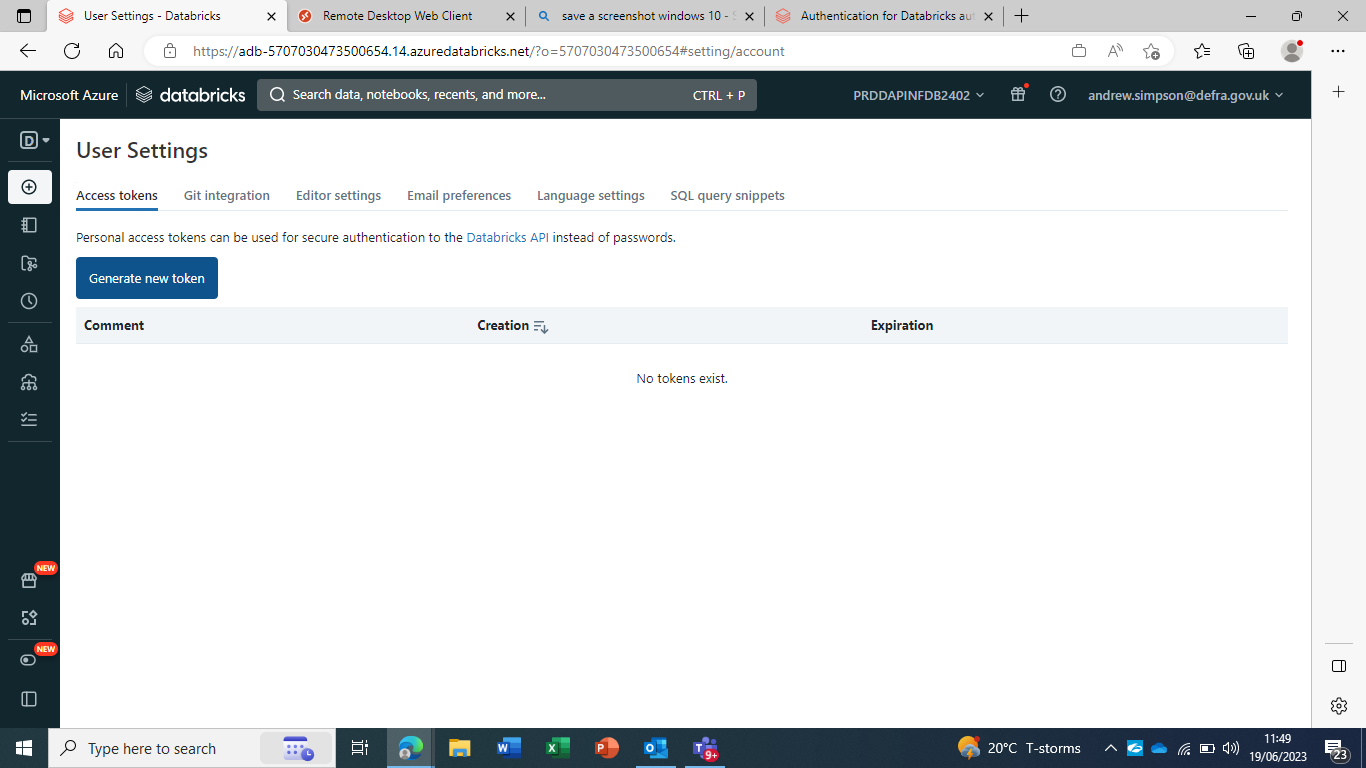 User Settings - Databricks
Remote Desktop Web Client
save a screenshot windows 10 - S
Authentication for Databricks aut
https://adb-5707030473500654.14.azuredatabricks.net/?o=5707030473500654#setting/account
Microsoft Azure
databricks
Search data, notebooks, recents, and more...
CTRL + P
PRDDAPINFDB2402
andrew.simpson@defra.gov.uk
D
User Settings
Access tokens
Git integration
Editor settings
Email preferences
Language settings
SQL query snippets
Personal access tokens can be used for secure authentication to the Databricks API instead of passwords.
Generate new token
Comment
Creation
Expiration
No tokens exist.
NEW
NEW
Type here to search
9+
20°C T-storms
11:49
19/06/2023
23